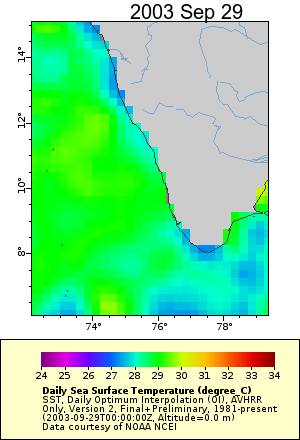 2003 Sep 29
14°
12°
10°
8°
74° 76° 78°
24 25 26 27 28 29 30 31 32 33 34
Daily Sea Surface Temperature (degree_C)
SST, Daily Optimum Interpolation (OI), AVHRR
Only, Version 2, Final+Preliminary, 1981-present
(2003-09-29T00:00:00Z, Altitude=0.0 m)
Data courtesy of NOAA NCEI